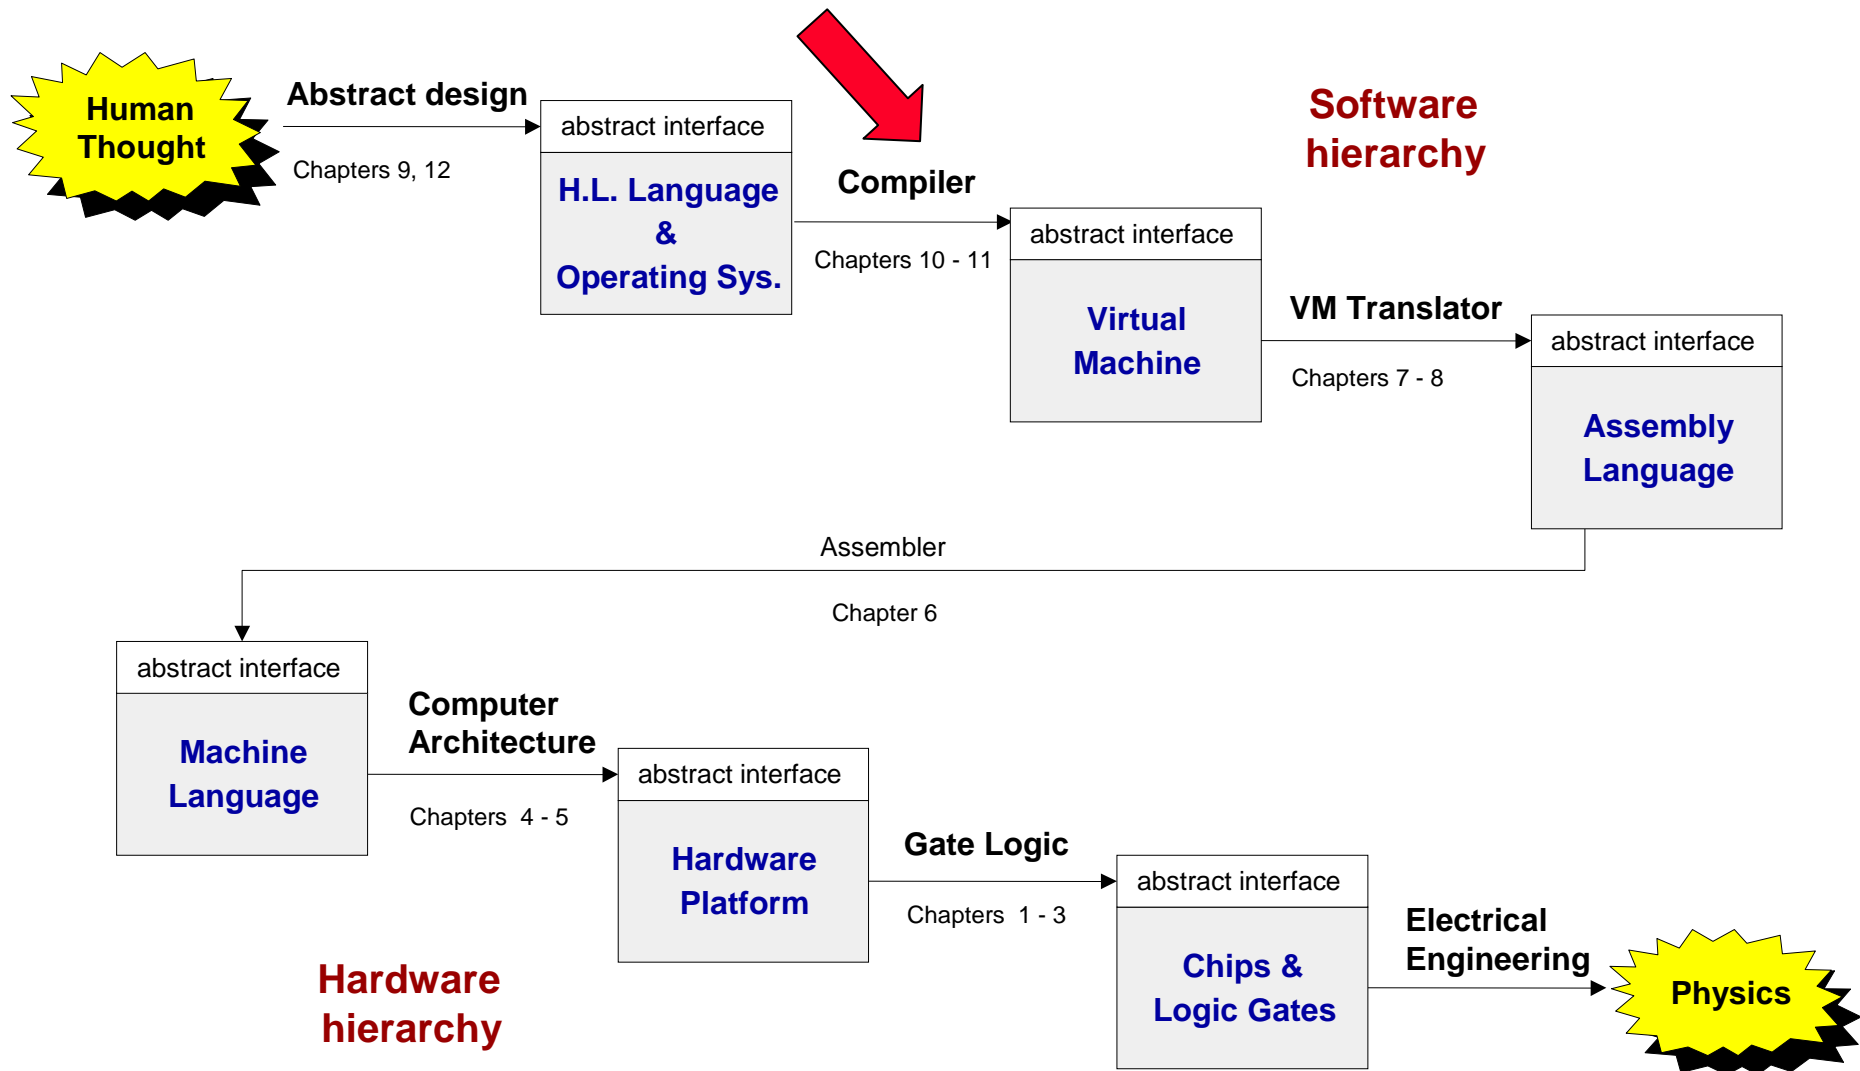 Human
Thought
Abstract design
Chapters 9, 12
abstract interface
H.L. Language
&
Operating Sys.
Compiler
Chapters 10 - 11
Software
hierarchy
abstract interface
Virtual
Machine
VM Translator
Chapters 7 - 8
abstract interface
Assembly
Language
Assembler
Chapter 6
abstract interface
Machine
Language
Computer
Architecture
Chapters 4 - 5
abstract interface
Hardware
Platform
Gate Logic
Chapters 1 - 3
abstract interface
Chips &
Logic Gates
Electrical
Engineering
Physics
Hardware
hierarchy